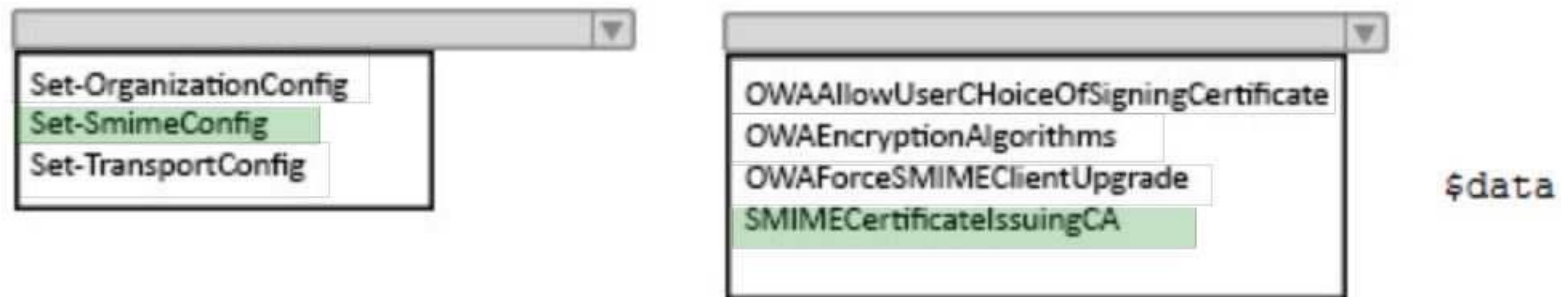 Set-OrganizationConfig
Set-SmimeConfig
Set-TransportConfig
OWAAllowUserCHoiceOfSigningCertificate
OWAEncryptionAlgorithms
OWAForceSMIMEClientUpgrade
SMIMECertificateIssuingCA
$data